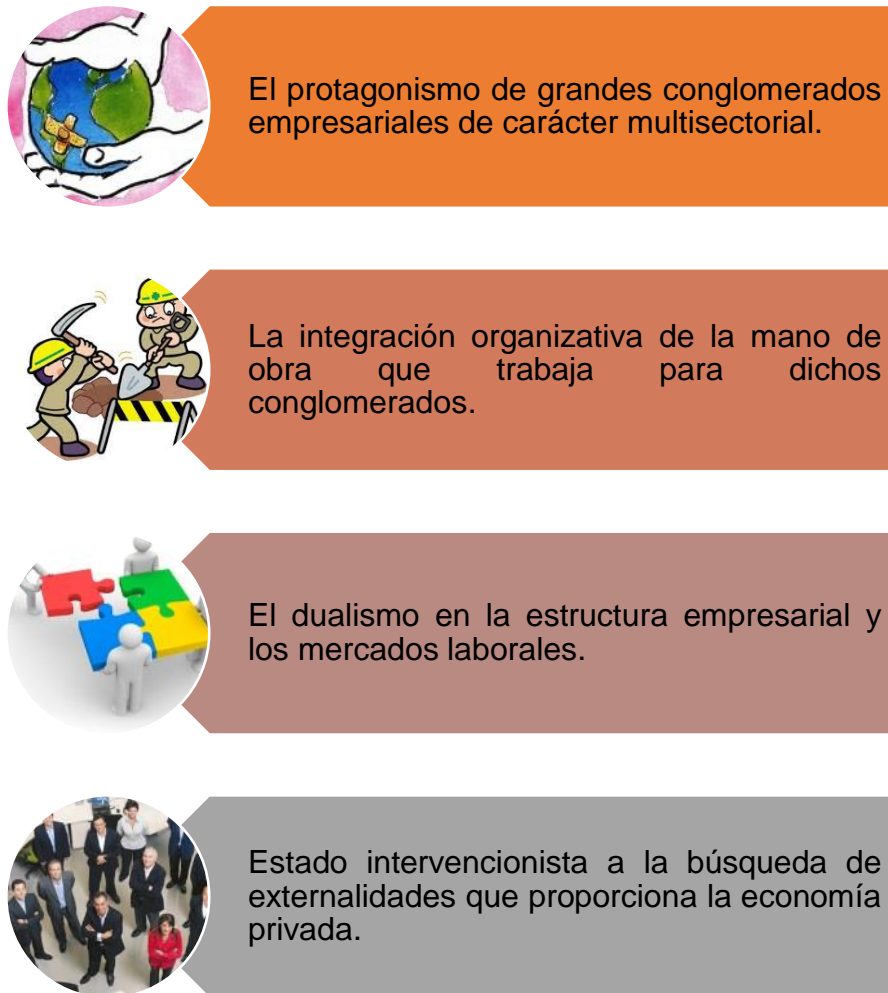 El protagonismo de grandes conglomerados
empresariales de carácter multisectorial.
La integración organizativa de la mano de
obra que trabaja para dichos
conglomerados.
El dualismo en la estructura empresarial y
los mercados laborales.
Estado intervencionista a la búsqueda de
externalidades que proporciona la economía
privada.